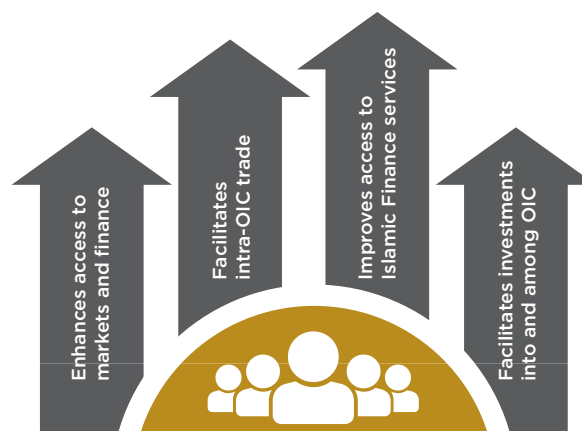 Enhances access to
markets and finance
Facilitates
intra-OIC trade
Improves access to
Islamic Finance services
Facilitates investments
into and among OIC